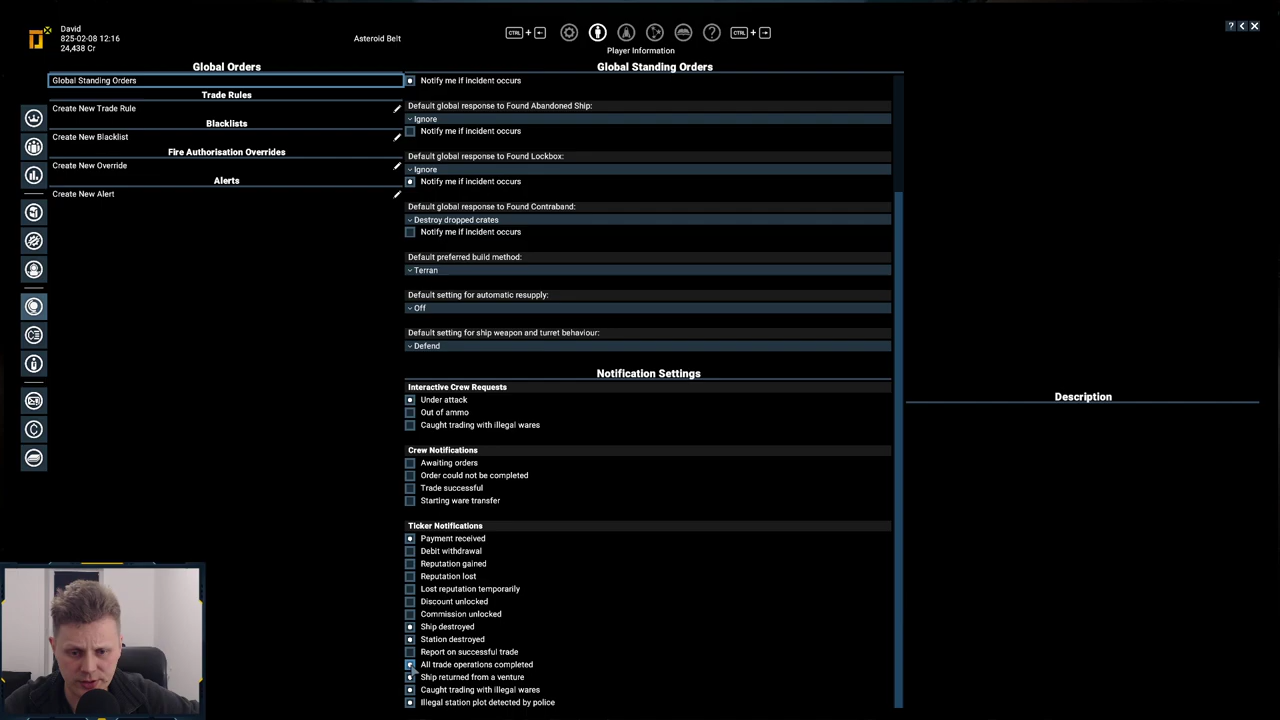 David
825-02-08 12:16
24,438 Cr
Asteroid Belt
CTRL + ←
? CTRL + →
Player Information
? X
Global Orders
Global Standing Orders
Trade Rules
Create New Trade Rule
Blacklists
Create New Blacklist
Fire Authorisation Overrides
Create New Override
Alerts
Create New Alert
Global Standing Orders
Notify me if incident occurs
Default global response to Found Abandoned Ship:
Ignore
Notify me if incident occurs
Default global response to Found Lockbox:
Ignore
Notify me if incident occurs
Default global response to Found Contraband:
Destroy dropped crates
Notify me if incident occurs
Default preferred build method:
Terran
Default setting for automatic resupply:
Off
Default setting for ship weapon and turret behaviour:
Defend
Notification Settings
Interactive Crew Requests
Under attack
Out of ammo
Caught trading with illegal wares
Crew Notifications
Awaiting orders
Order could not be completed
Trade successful
Starting ware transfer
Ticker Notifications
Payment received
Debit withdrawal
Reputation gained
Reputation lost
Lost reputation temporarily
Discount unlocked
Commission unlocked
Ship destroyed
Station destroyed
Report on successful trade
All trade operations completed
Ship returned from a venture
Caught trading with illegal wares
Illegal station plot detected by police
Description